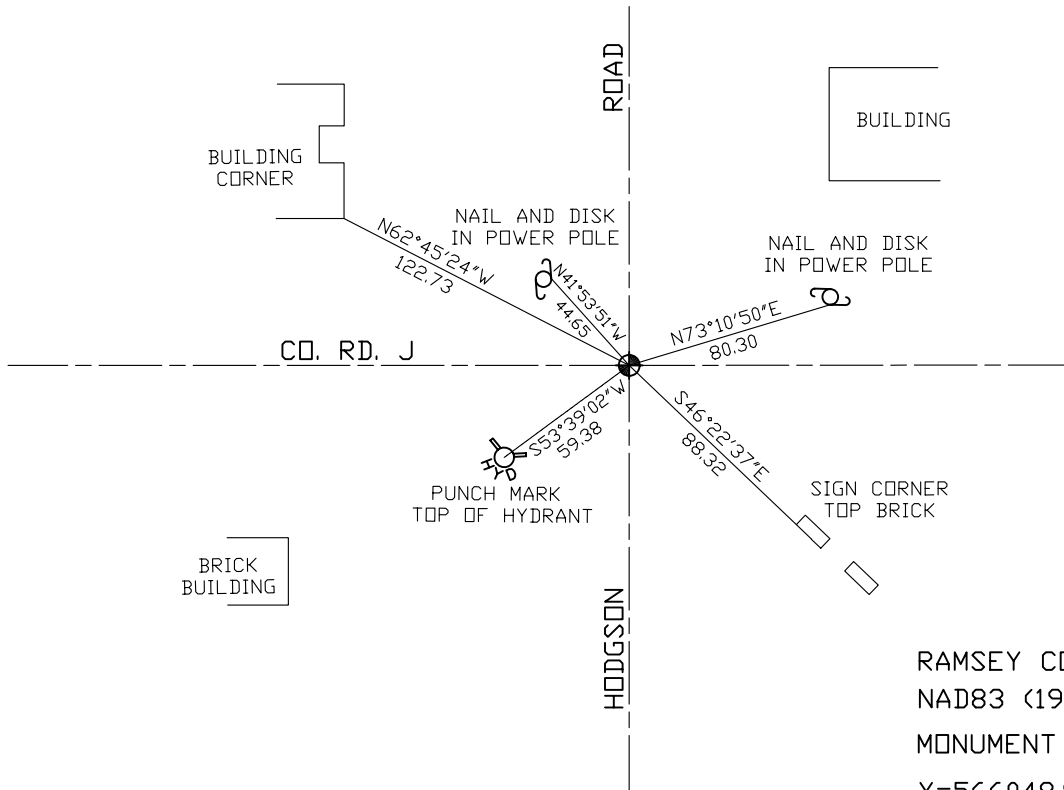 ROAD
BUILDING
BUILDING
CORNER
NAIL AND DISK
IN POWER POLE
NAIL AND DISK
IN POWER POLE
N62°45'24"W
122.73
N41°53'51"W
44.65
N73°10'50"E
80.30
CO. RD. J
S53°39'02"W
59.38
S46°22'37"E
88.32
HYD
PUNCH MARK
TOP OF HYDRANT
SIGN CORNER
TOP BRICK
BRICK
BUILDING
HODGSON
RAMSEY CO
NAD83 (19
MONUMENT